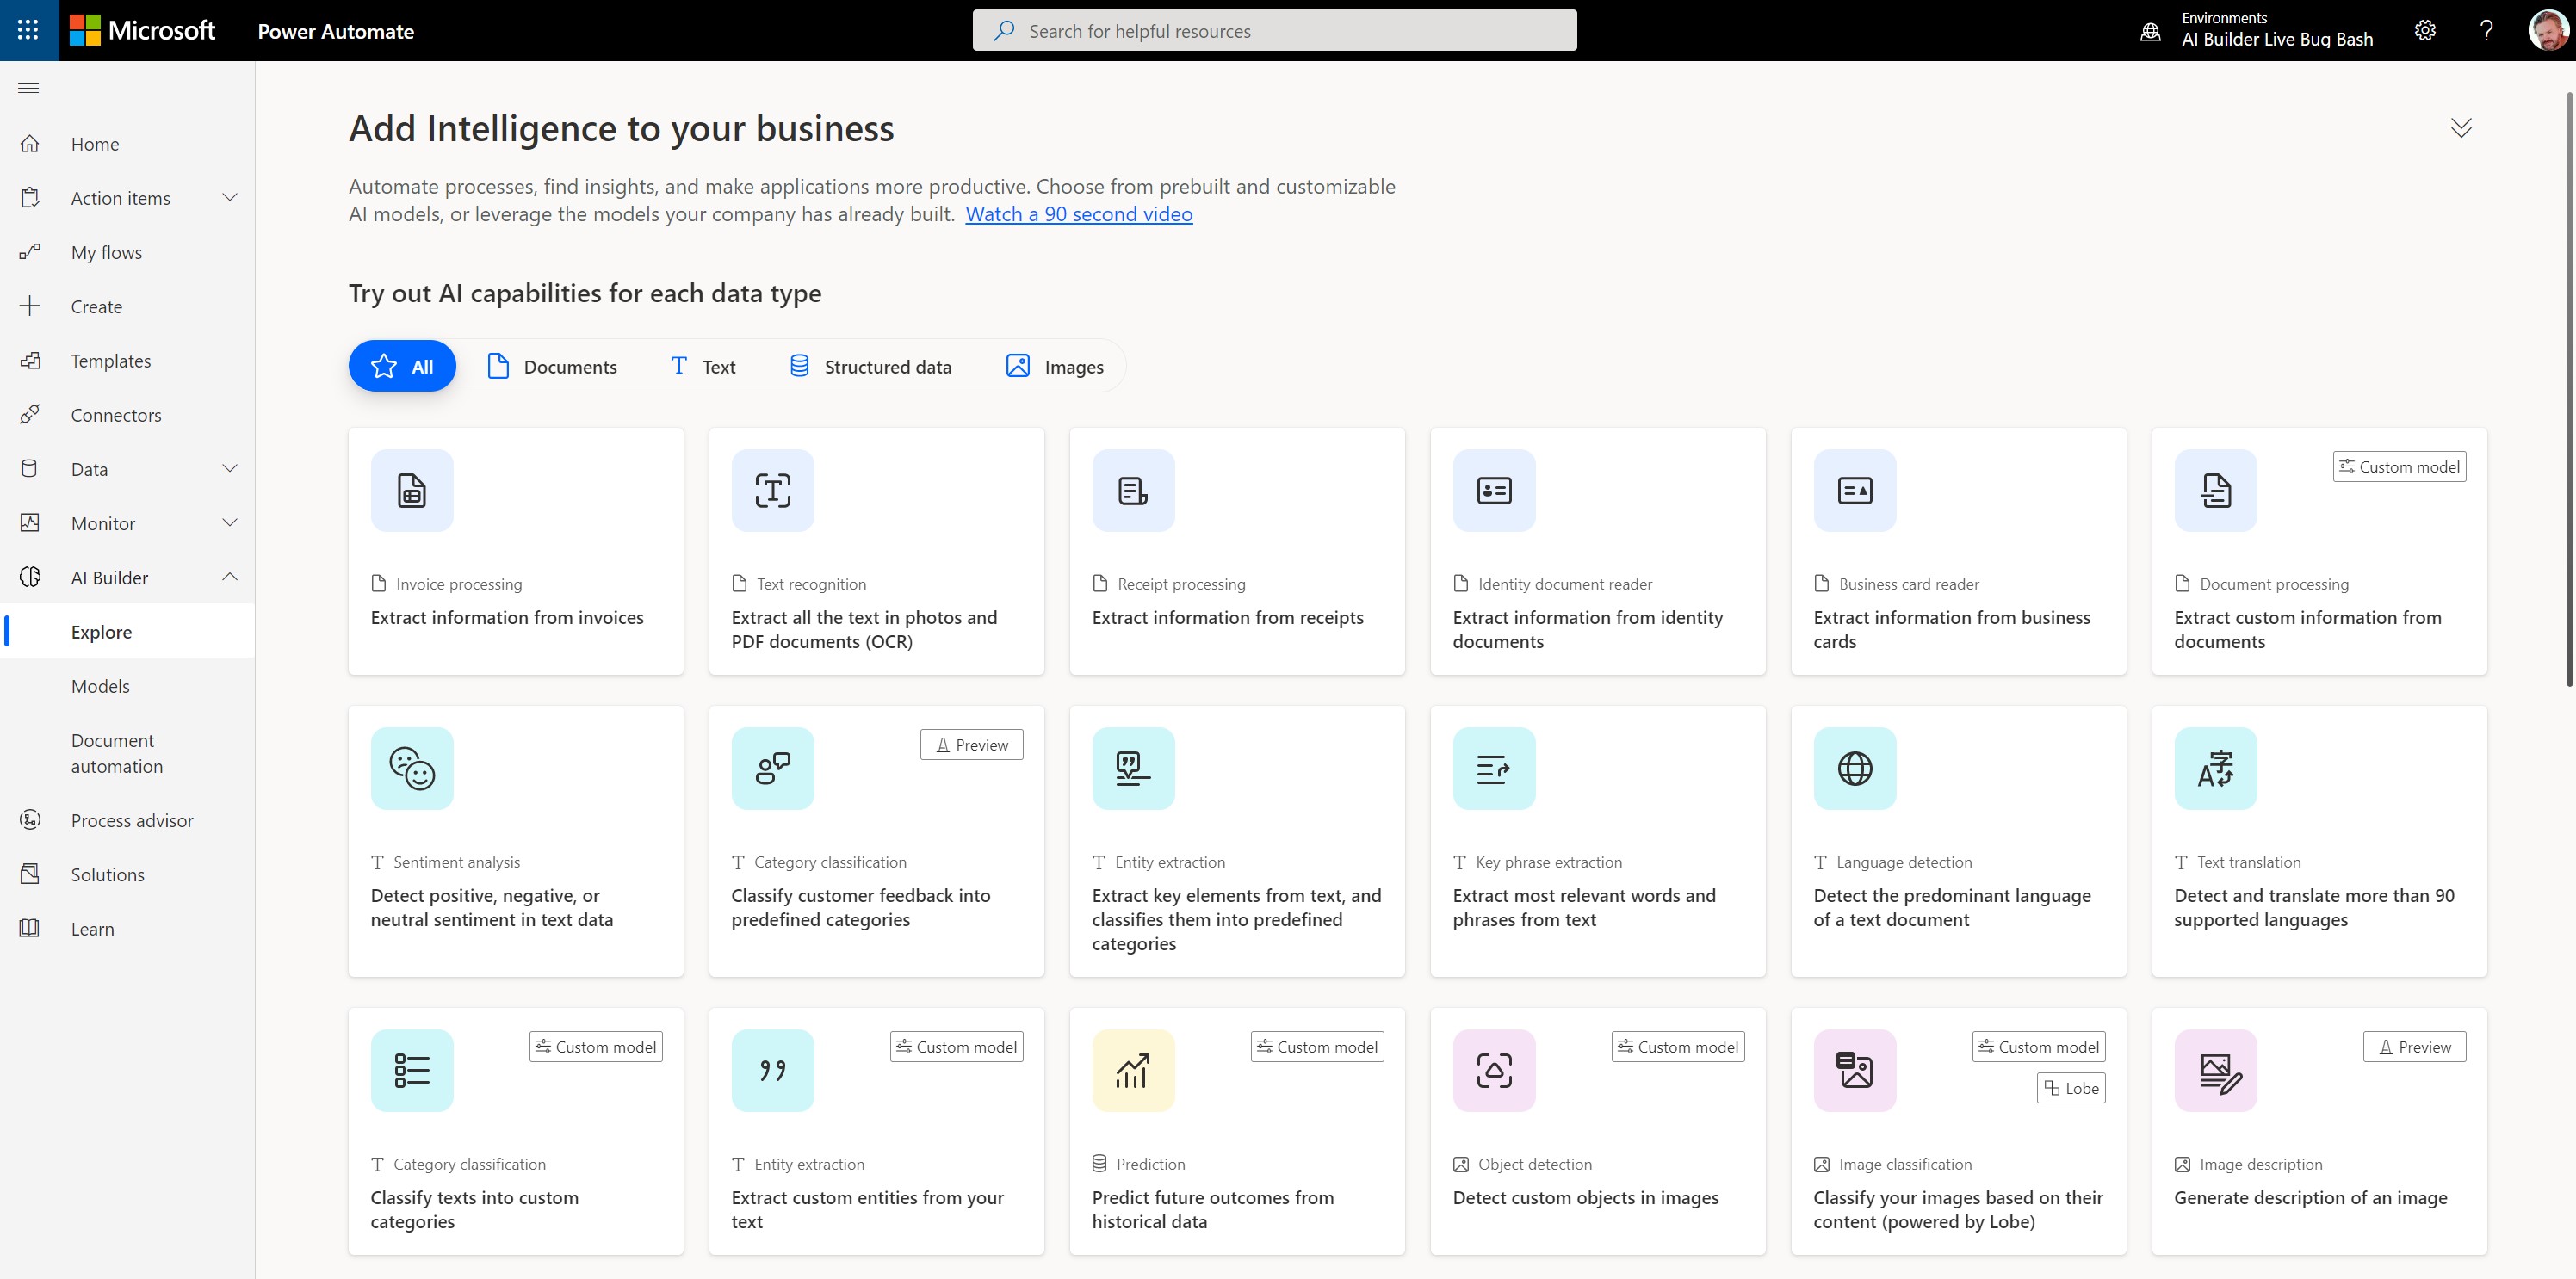 Microsoft
Power Automate
Search for helpful resources
Environments
AI Builder Live Bug Bash
Home
Action items
My flows
Create
Templates
Connectors
Data
Monitor
AI Builder
Explore
Models
Document
automation
Process advisor
Solutions
Learn
Add Intelligence to your business
Automate processes, find insights, and make applications more productive. Choose from prebuilt and customizable
AI models, or leverage the models your company has already built. Watch a 90 second video
Try out AI capabilities for each data type
All
Documents
Text
Structured data
Images
Invoice processing
Extract information from invoices
Text recognition
Extract all the text in photos and
PDF documents (OCR)
Receipt processing
Extract information from receipts
Identity document reader
Extract information from identity
documents
Business card reader
Extract information from business
cards
Custom model
Document processing
Extract custom information from
documents
Sentiment analysis
Detect positive, negative, or
neutral sentiment in text data
Preview
Category classification
Classify customer feedback into
predefined categories
Entity extraction
Extract key elements from text, and
classifies them into predefined
categories
Key phrase extraction
Extract most relevant words and
phrases from text
Language detection
Detect the predominant language
of a text document
Text translation
Detect and translate more than 90
supported languages
Custom model
Category classification
Classify texts into custom
categories
Custom model
Entity extraction
Extract custom entities from your
text
Custom model
Prediction
Predict future outcomes from
historical data
Custom model
Object detection
Detect custom objects in images
Custom model
Lobe
Image classification
Classify your images based on their
content (powered by Lobe)
Preview
Image description
Generate description of an image